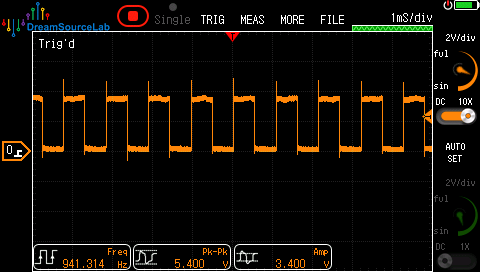 DreamSourceLab
Single
TRIG
MEAS
MORE
FILE
1mS/div
Trig'd
2V/div
ful
sin
DC 10X
AUTO
SET
2V/div
ful
sin
DC 1X
0
Freq
941.314 Hz
Pk-Pk
5.400 V
Amp
3.400 V